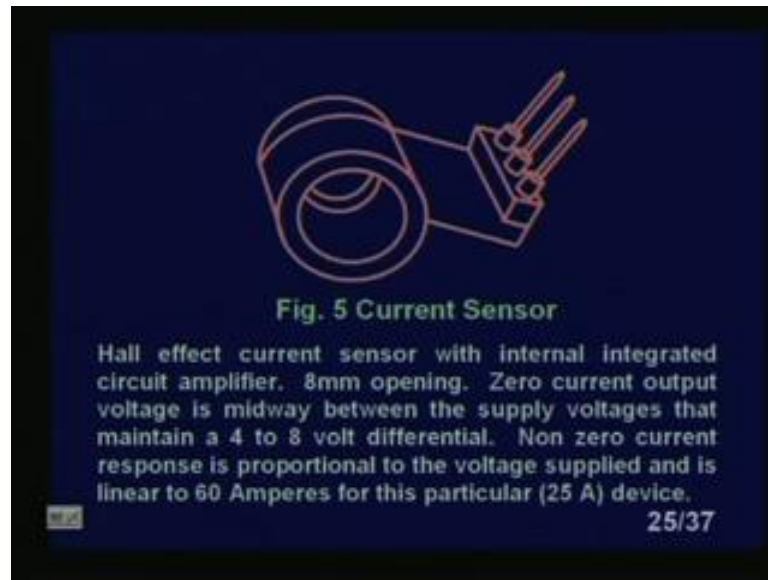 Fig. 5 Current Sensor
Hall effect current sensor with internal integrated
circuit amplifier. 8mm opening. Zero current output
voltage is midway between the supply voltages that
maintain a 4 to 8 volt differential. Non zero current
response is proportional to the voltage supplied and is
linear to 60 Amperes for this particular (25 A) device.
25/37